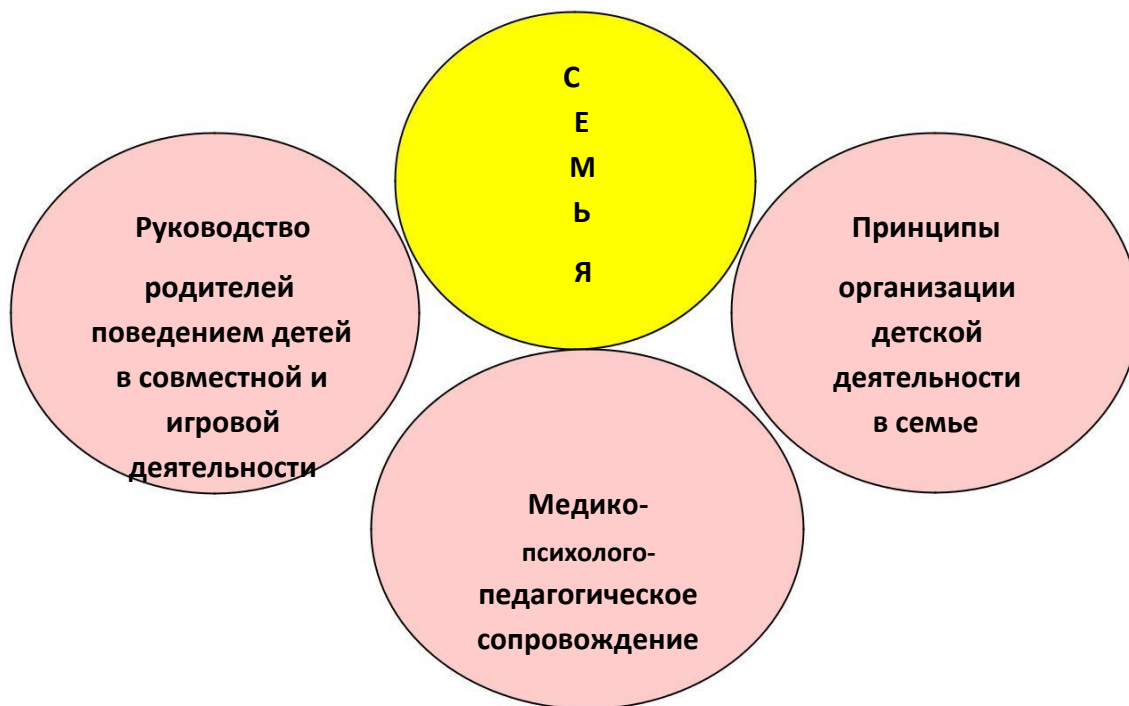 С
Е
М
Ь
Я
Руководство
родителей
поведением детей
в совместной и
игровой
деятельности
Принципы
организации
детской
деятельности
в семье
Медико-
психолого-
педагогическое
сопровождение